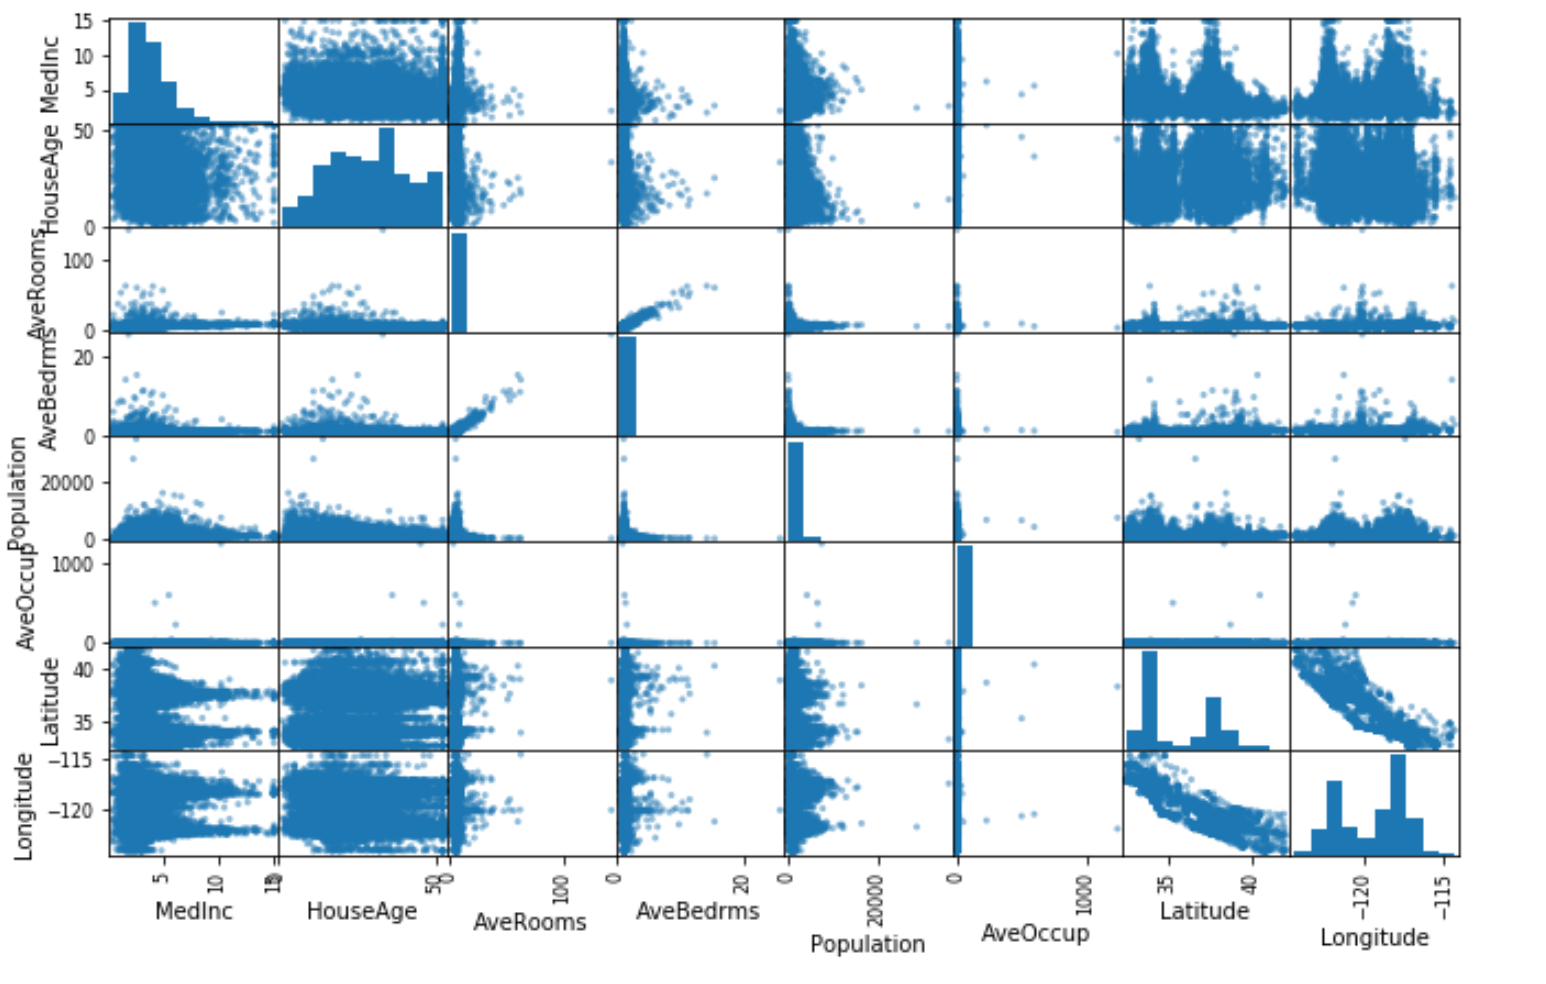 15
10
5
MedInc
50
0
HouseAge
100
0
AveRooms
20
0
AveBedrms
20000
0
Population
1000
0
AveOccup
40
35
Latitude
−115
−120
Longitude
5 10 15 0 50 0 100 0 20 0 20000 0 1000 35 40 −120 −115
MedInc HouseAge AveRooms AveBedrms Population AveOccup Latitude Longitude